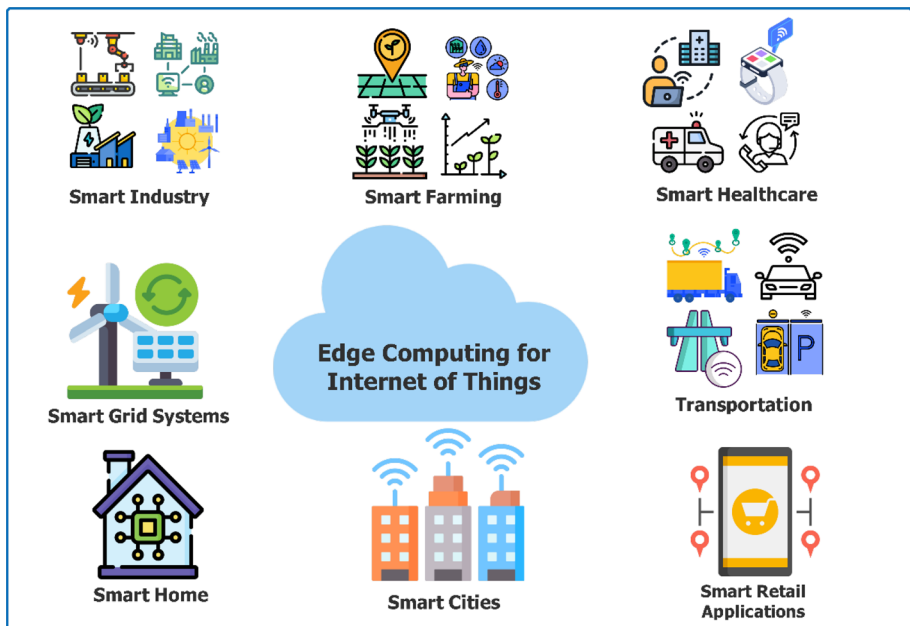 Smart Industry
Smart Farming
Smart Healthcare
Edge Computing for
Internet of Things
Smart Grid Systems
P
Transportation
Smart Home
Smart Cities
Smart Retail
Applications